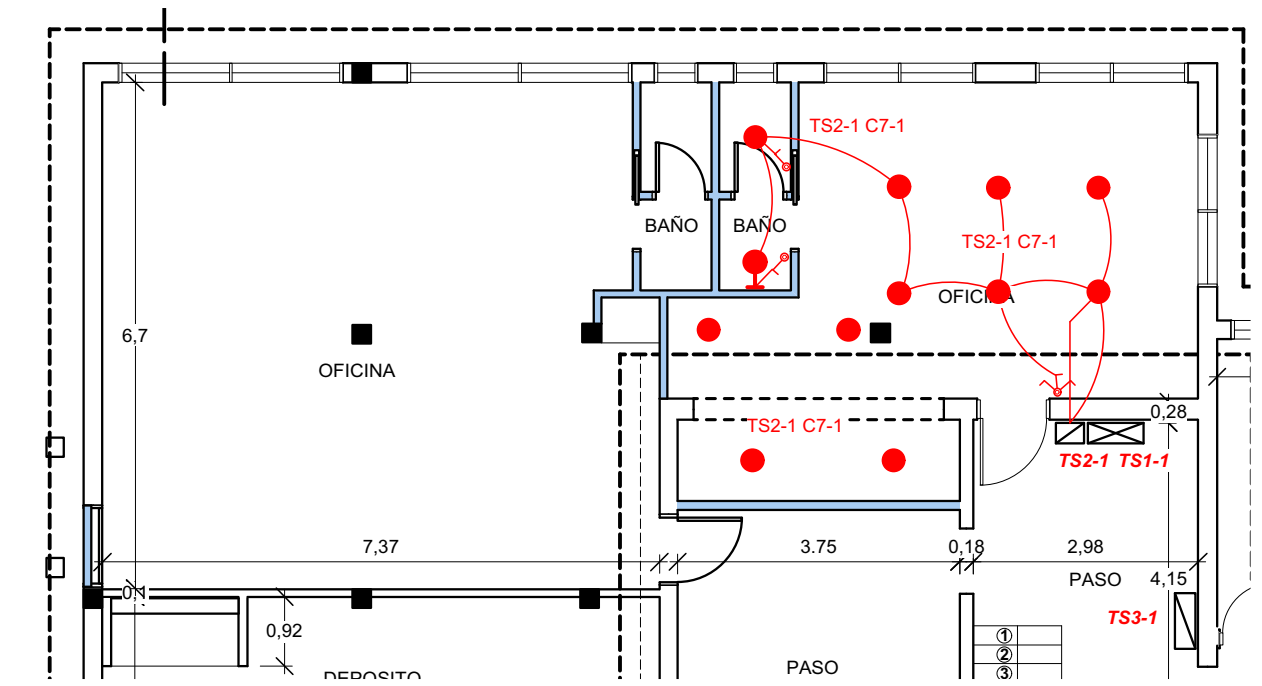 TS2-1 C7-1
BAÑO
BAÑO
TS2-1 C7-1
OFICINA
6,7
OFICINA
0,28
TS2-1 C7-1
TS2-1 TS1-1
7,37
3.75
0,18
2,98
PASO
4,15
0,1
TS3-1
0,92
1
2
3
PASO
DEPOSITO